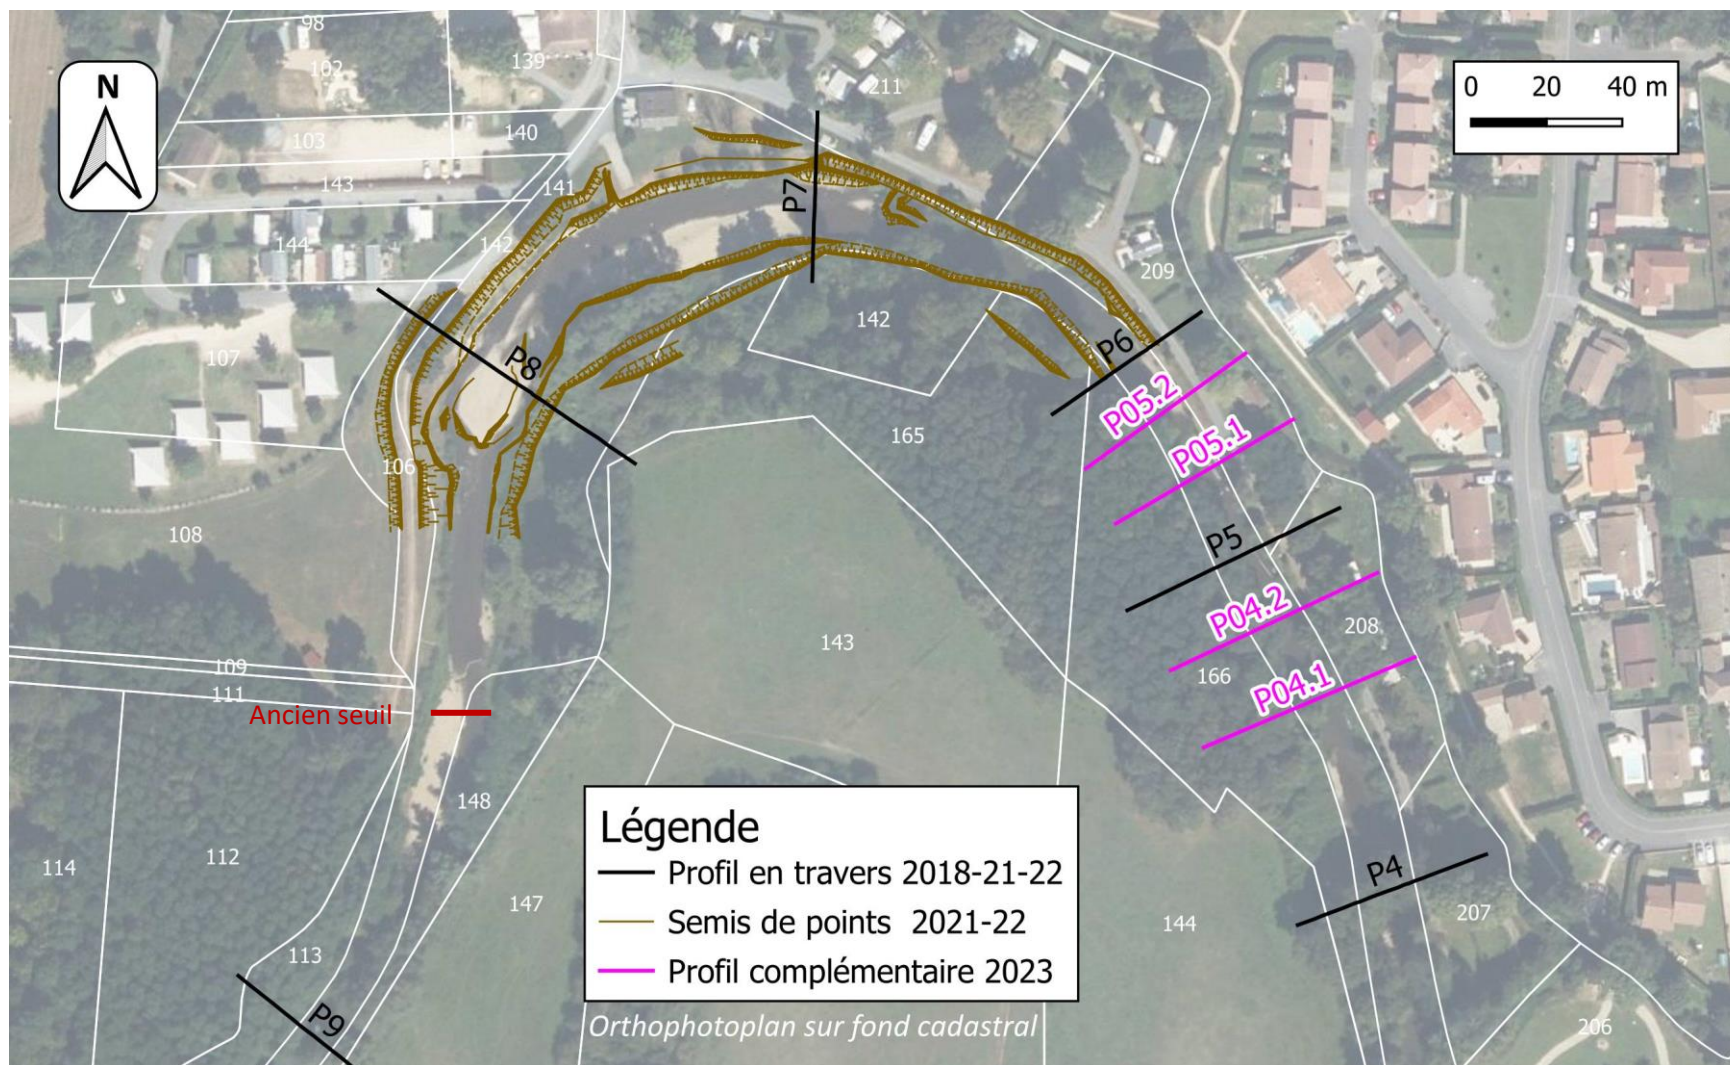 98
102
139
N
211
0 20 40 m
103
140
143
141
P7
144
142
209
142
107
P8
P6
P05.2
165
P05.1
106
108
P5
P04.2
208
143
109
166
P04.1
111
Ancien seuil
148
114
112
Légende
Profil en travers 2018-21-22
P4
147
Semis de points 2021-22
207
144
113
Profil complémentaire 2023
P9
Orthophotoplan sur fond cadastral
206